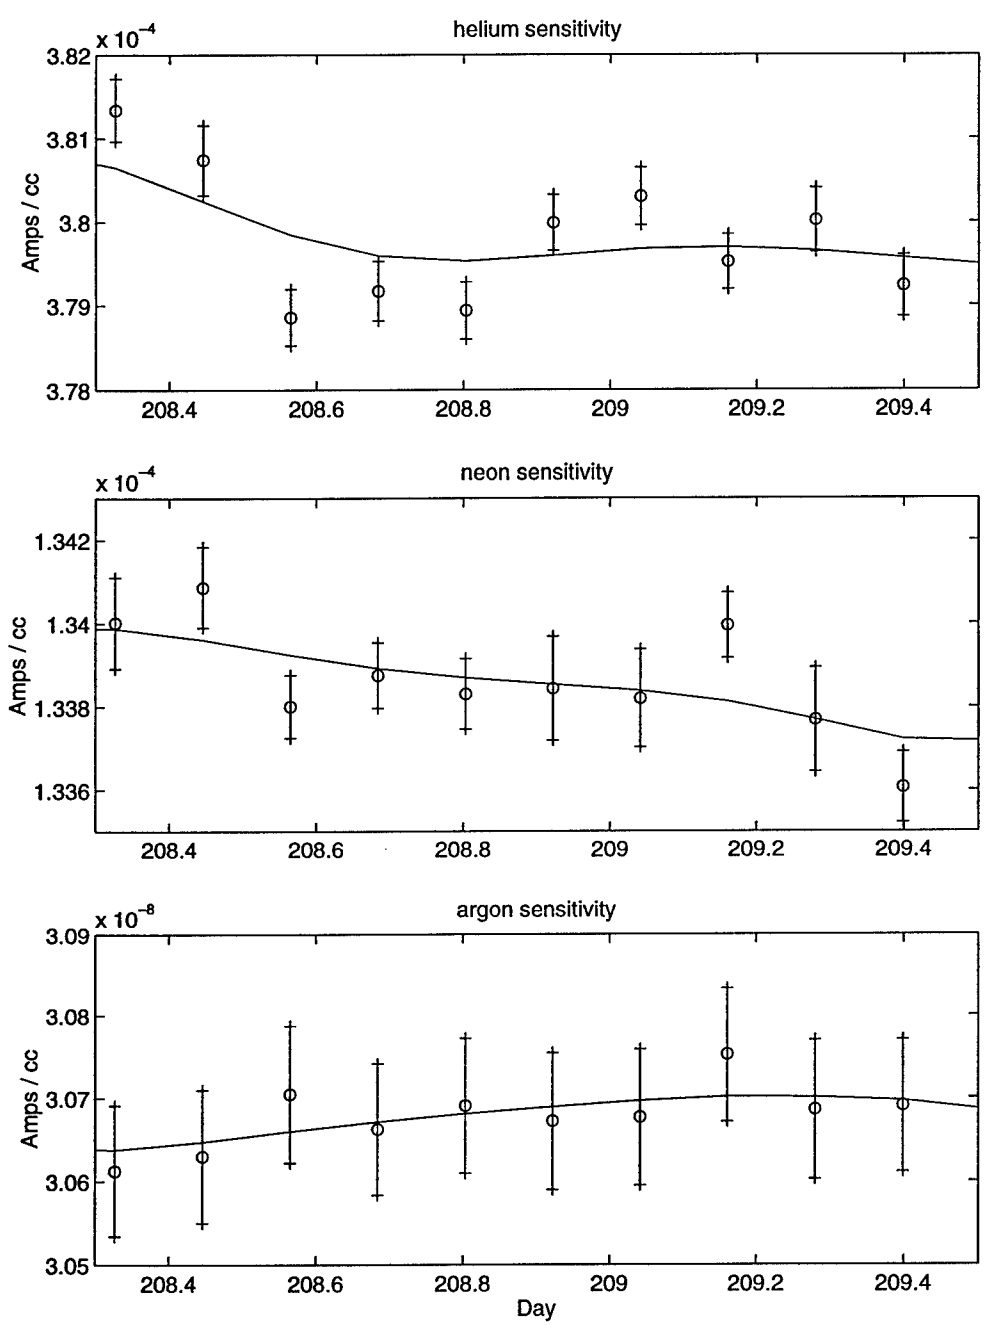 helium sensitivity
x 10⁻⁴
3.82
3.81
3.8
3.79
3.78
Amps / cc
208.4 208.6 208.8 209 209.2 209.4
neon sensitivity
x 10⁻⁴
1.342
1.34
1.338
1.336
Amps / cc
208.4 208.6 208.8 209 209.2 209.4
argon sensitivity
x 10⁻⁸
3.09
3.08
3.07
3.06
3.05
Amps / cc
208.4 208.6 208.8 209 209.2 209.4
Day